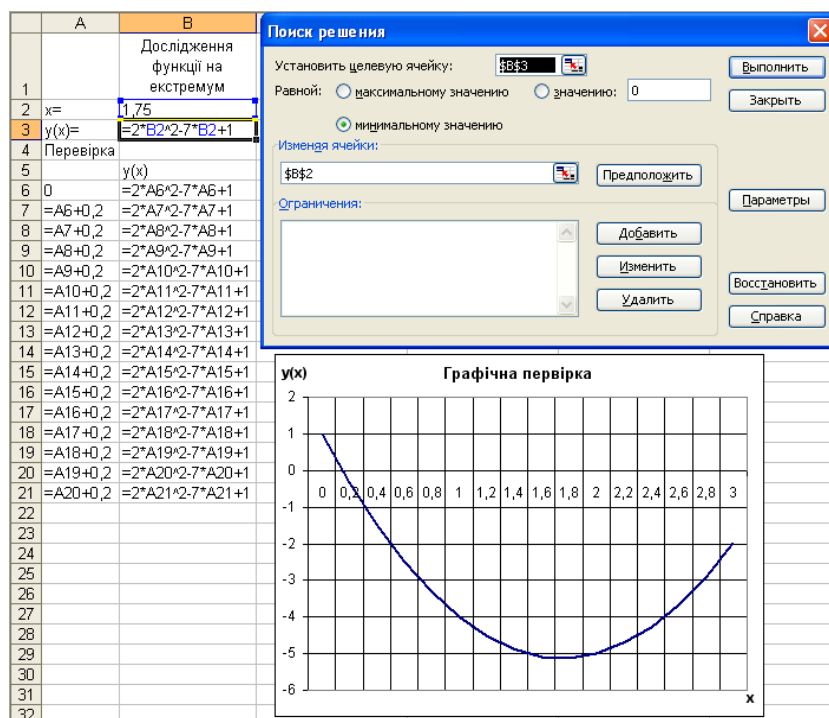 A B
1 Дослідження
функції на
екстремум
2 x= 1,75
3 y(x)= =2*B2^2-7*B2+1
4 Перевірка
5 y(x)
6 0 =2*A6^2-7*A6+1
7 =A6+0,2 =2*A7^2-7*A7+1
8 =A7+0,2 =2*A8^2-7*A8+1
9 =A8+0,2 =2*A9^2-7*A9+1
10 =A9+0,2 =2*A10^2-7*A10+1
11 =A10+0,2 =2*A11^2-7*A11+1
12 =A11+0,2 =2*A12^2-7*A12+1
13 =A12+0,2 =2*A13^2-7*A13+1
14 =A13+0,2 =2*A14^2-7*A14+1
15 =A14+0,2 =2*A15^2-7*A15+1
16 =A15+0,2 =2*A16^2-7*A16+1
17 =A16+0,2 =2*A17^2-7*A17+1
18 =A17+0,2 =2*A18^2-7*A18+1
19 =A18+0,2 =2*A19^2-7*A19+1
20 =A19+0,2 =2*A20^2-7*A20+1
21 =A20+0,2 =2*A21^2-7*A21+1
22
23
24
25
26
27
28
29
30
31
32
Поиск решения
Установить целевую ячейку: $B$3 Выполнить
Равной: максимальному значению значению: 0 Закрыть
минимальному значению
Изменяя ячейки:
$B$2 Предположить
Параметры
Ограничения:
Добавить
Изменить
Восстановить
Удалить
Справка
y(x) Графічна первірка
2
1
0
0 0,2 0,4 0,6 0,8 1 1,2 1,4 1,6 1,8 2 2,2 2,4 2,6 2,8 3
-1
-2
-3
-4
-5
-6
x